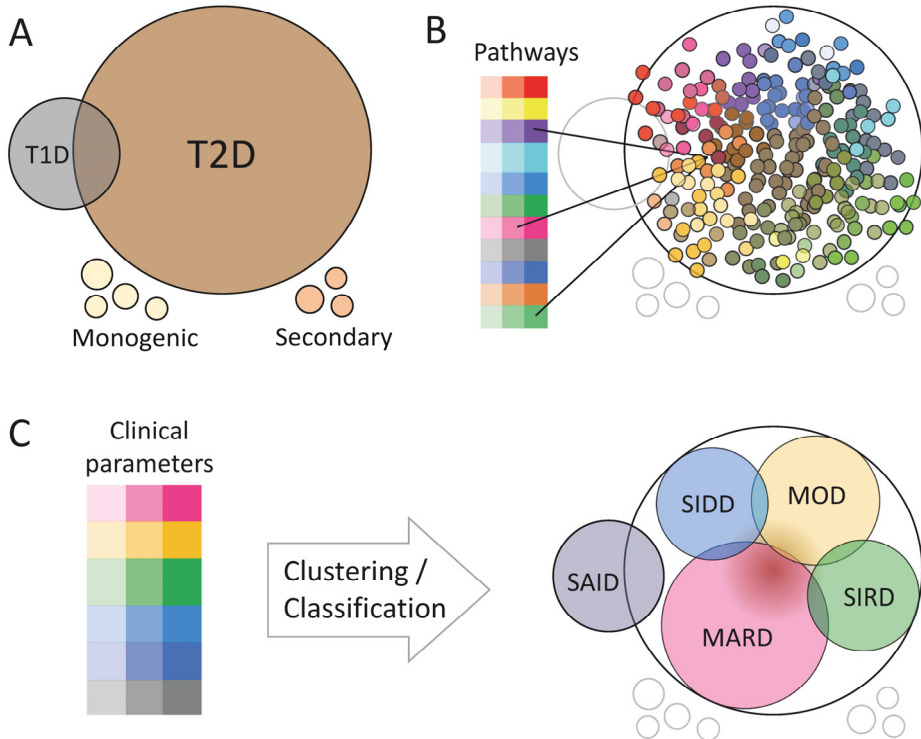 A
T1D
T2D
Monogenic
Secondary
B
Pathways
C
Clinical
parameters
Clustering /
Classification
SAID
SIDD
MOD
MARD
SIRD